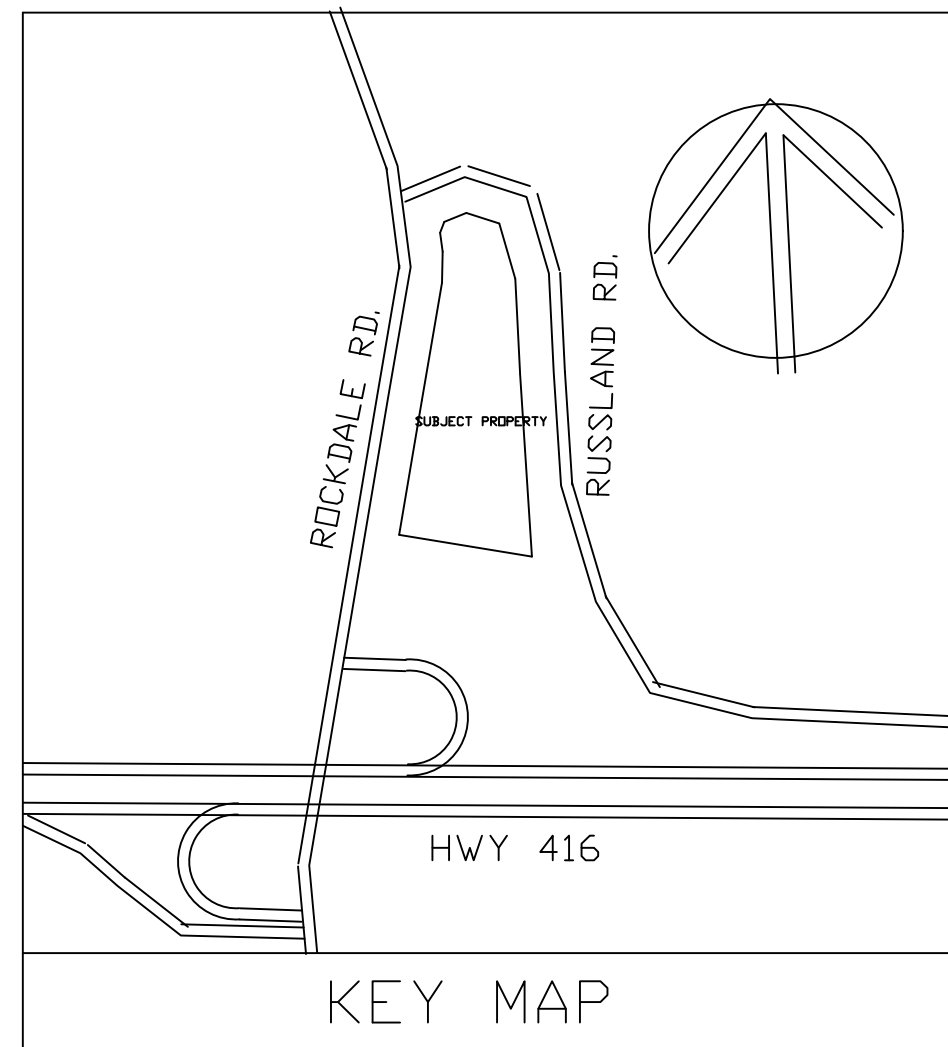 ROCKDALE RD.
RUSSLAND RD.
SUBJECT PROPERTY
HWY 416
KEY MAP